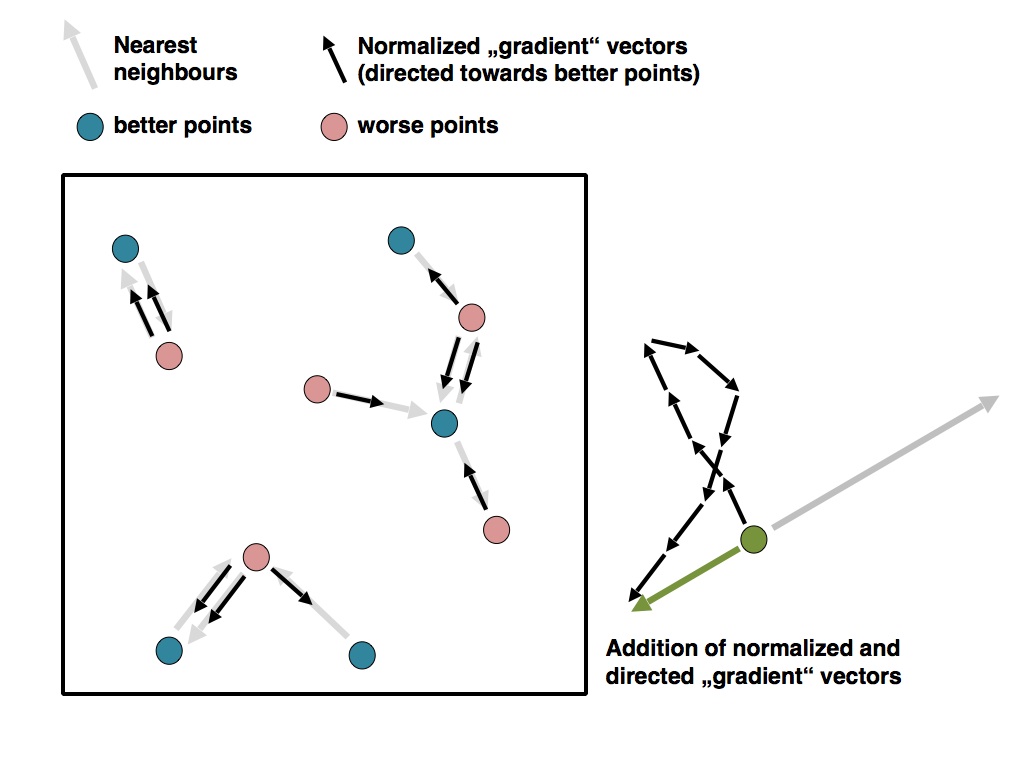 Nearest
neighbours
Normalized „gradient“ vectors
(directed towards better points)
better points
worse points
Addition of normalized and
directed „gradient“ vectors